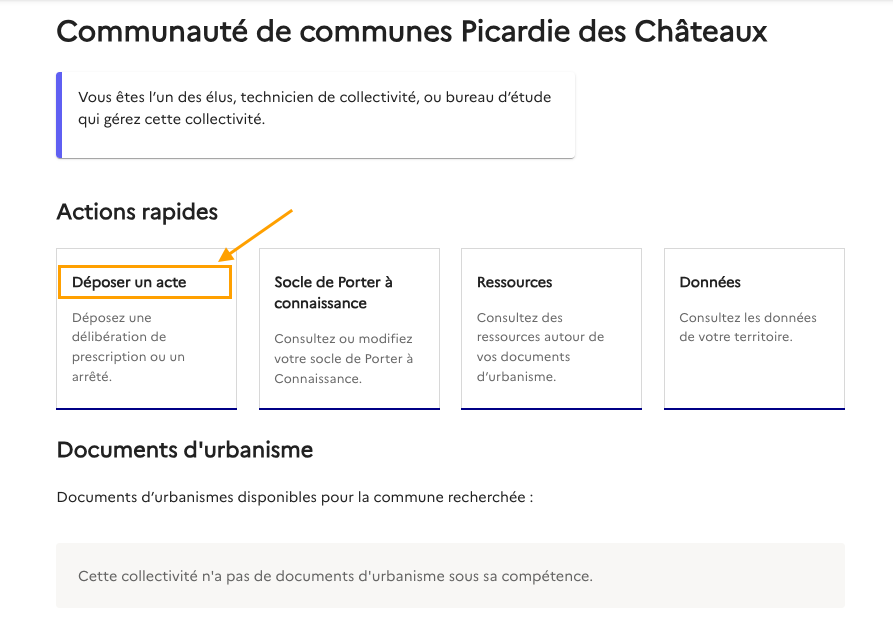 Communauté de communes Picardie des Châteaux
Vous êtes l’un des élus, technicien de collectivité, ou bureau d’étude
qui gérez cette collectivité.
Actions rapides
Déposer un acte
Déposez une
délibération de
prescription ou un
arrêté.
Socle de Porter à
connaissance
Consultez ou modifiez
votre socle de Porter à
Connaissance.
Ressources
Consultez des
ressources autour de
vos documents
d’urbanisme.
Données
Consultez les données
de votre territoire.
Documents d'urbanisme
Documents d’urbanismes disponibles pour la commune recherchée :
Cette collectivité n'a pas de documents d'urbanisme sous sa compétence.